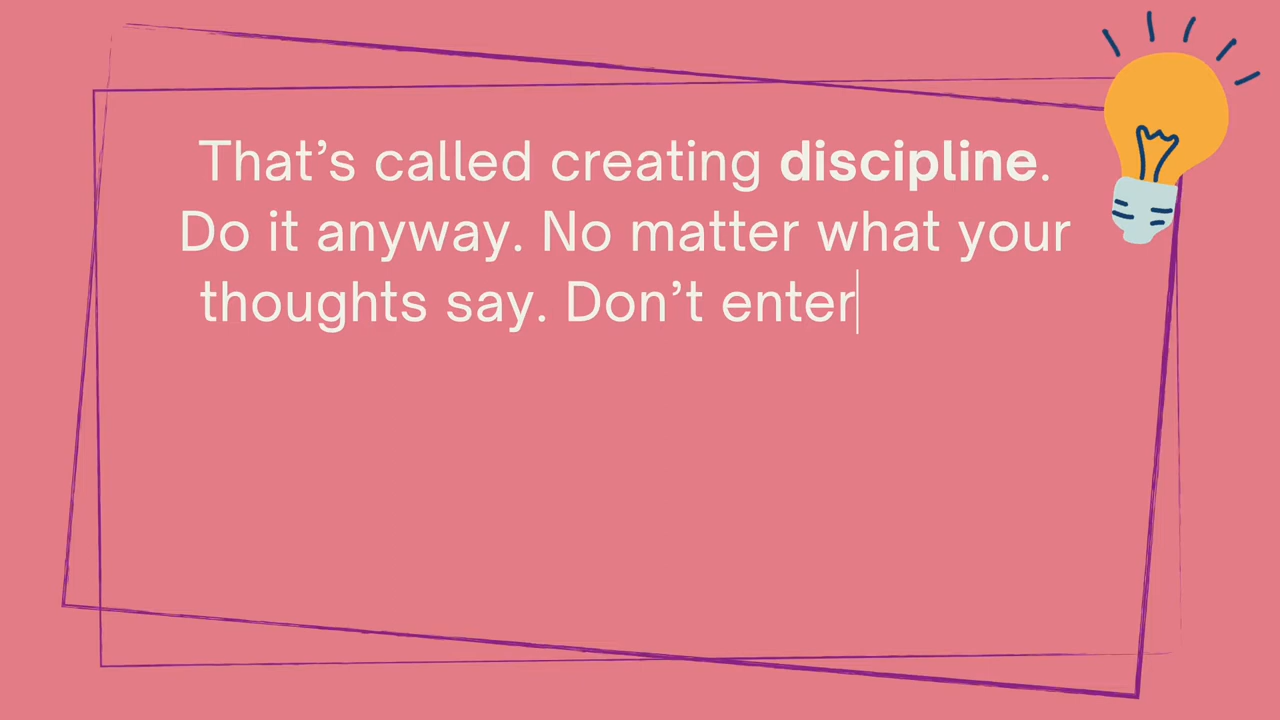 That’s called creating discipline.
Do it anyway. No matter what your
thoughts say. Don’t enter